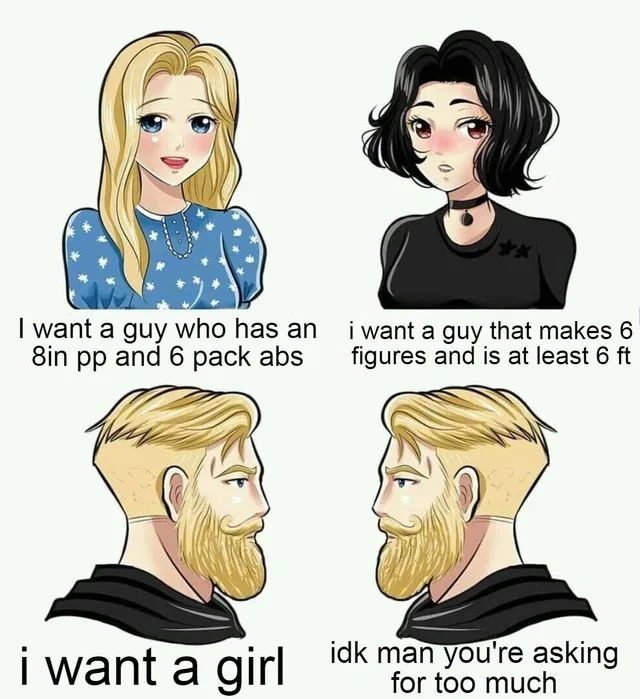 I want a guy who has an
8in pp and 6 pack abs
i want a guy that makes 6
figures and is at least 6 ft
i want a girl
idk man you're asking
for too much